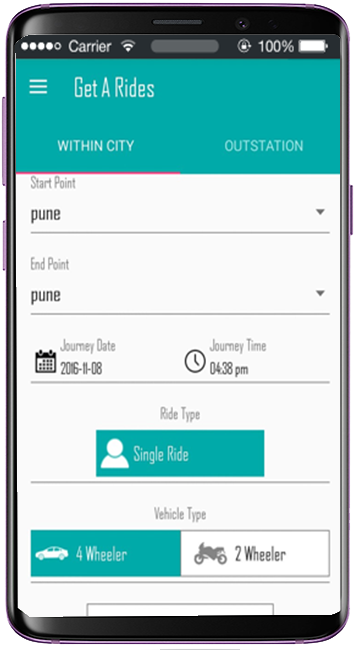 Carrier 100%
Get A Rides
WITHIN CITY OUTSTATION
Start Point
pune
End Point
pune
Journey Date Journey Time
2016-11-08 04:38 pm
Ride Type
Single Ride
Vehicle Type
4 Wheeler 2 Wheeler